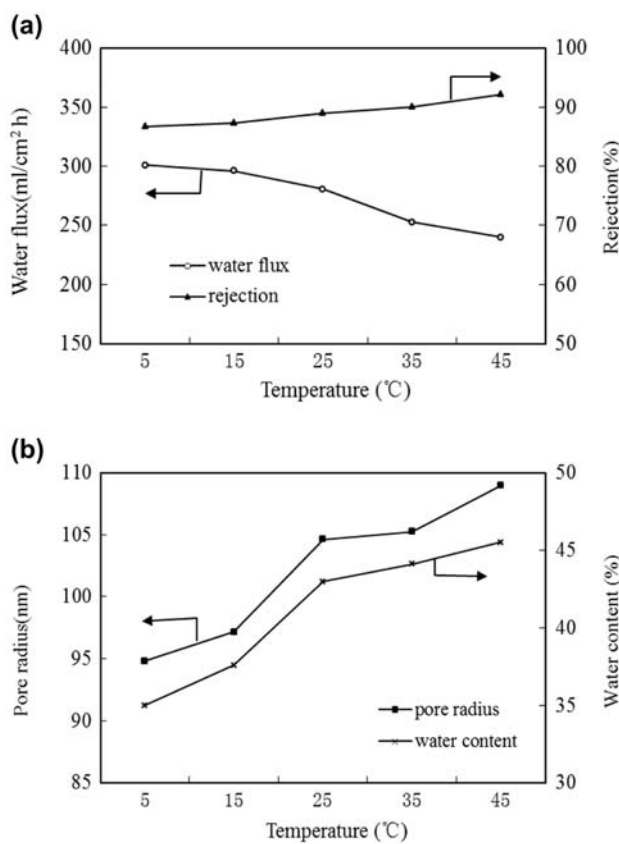 (a)
400
350
300
250
200
150
Water flux(ml/cm² h)
100
90
80
70
60
50
Rejection(%)
water flux
rejection
5 15 25 35 45
Temperature (℃)
(b)
110
105
100
95
90
85
Pore radius(nm)
50
45
40
35
30
Water content (%)
pore radius
water content
5 15 25 35 45
Temperature (℃)